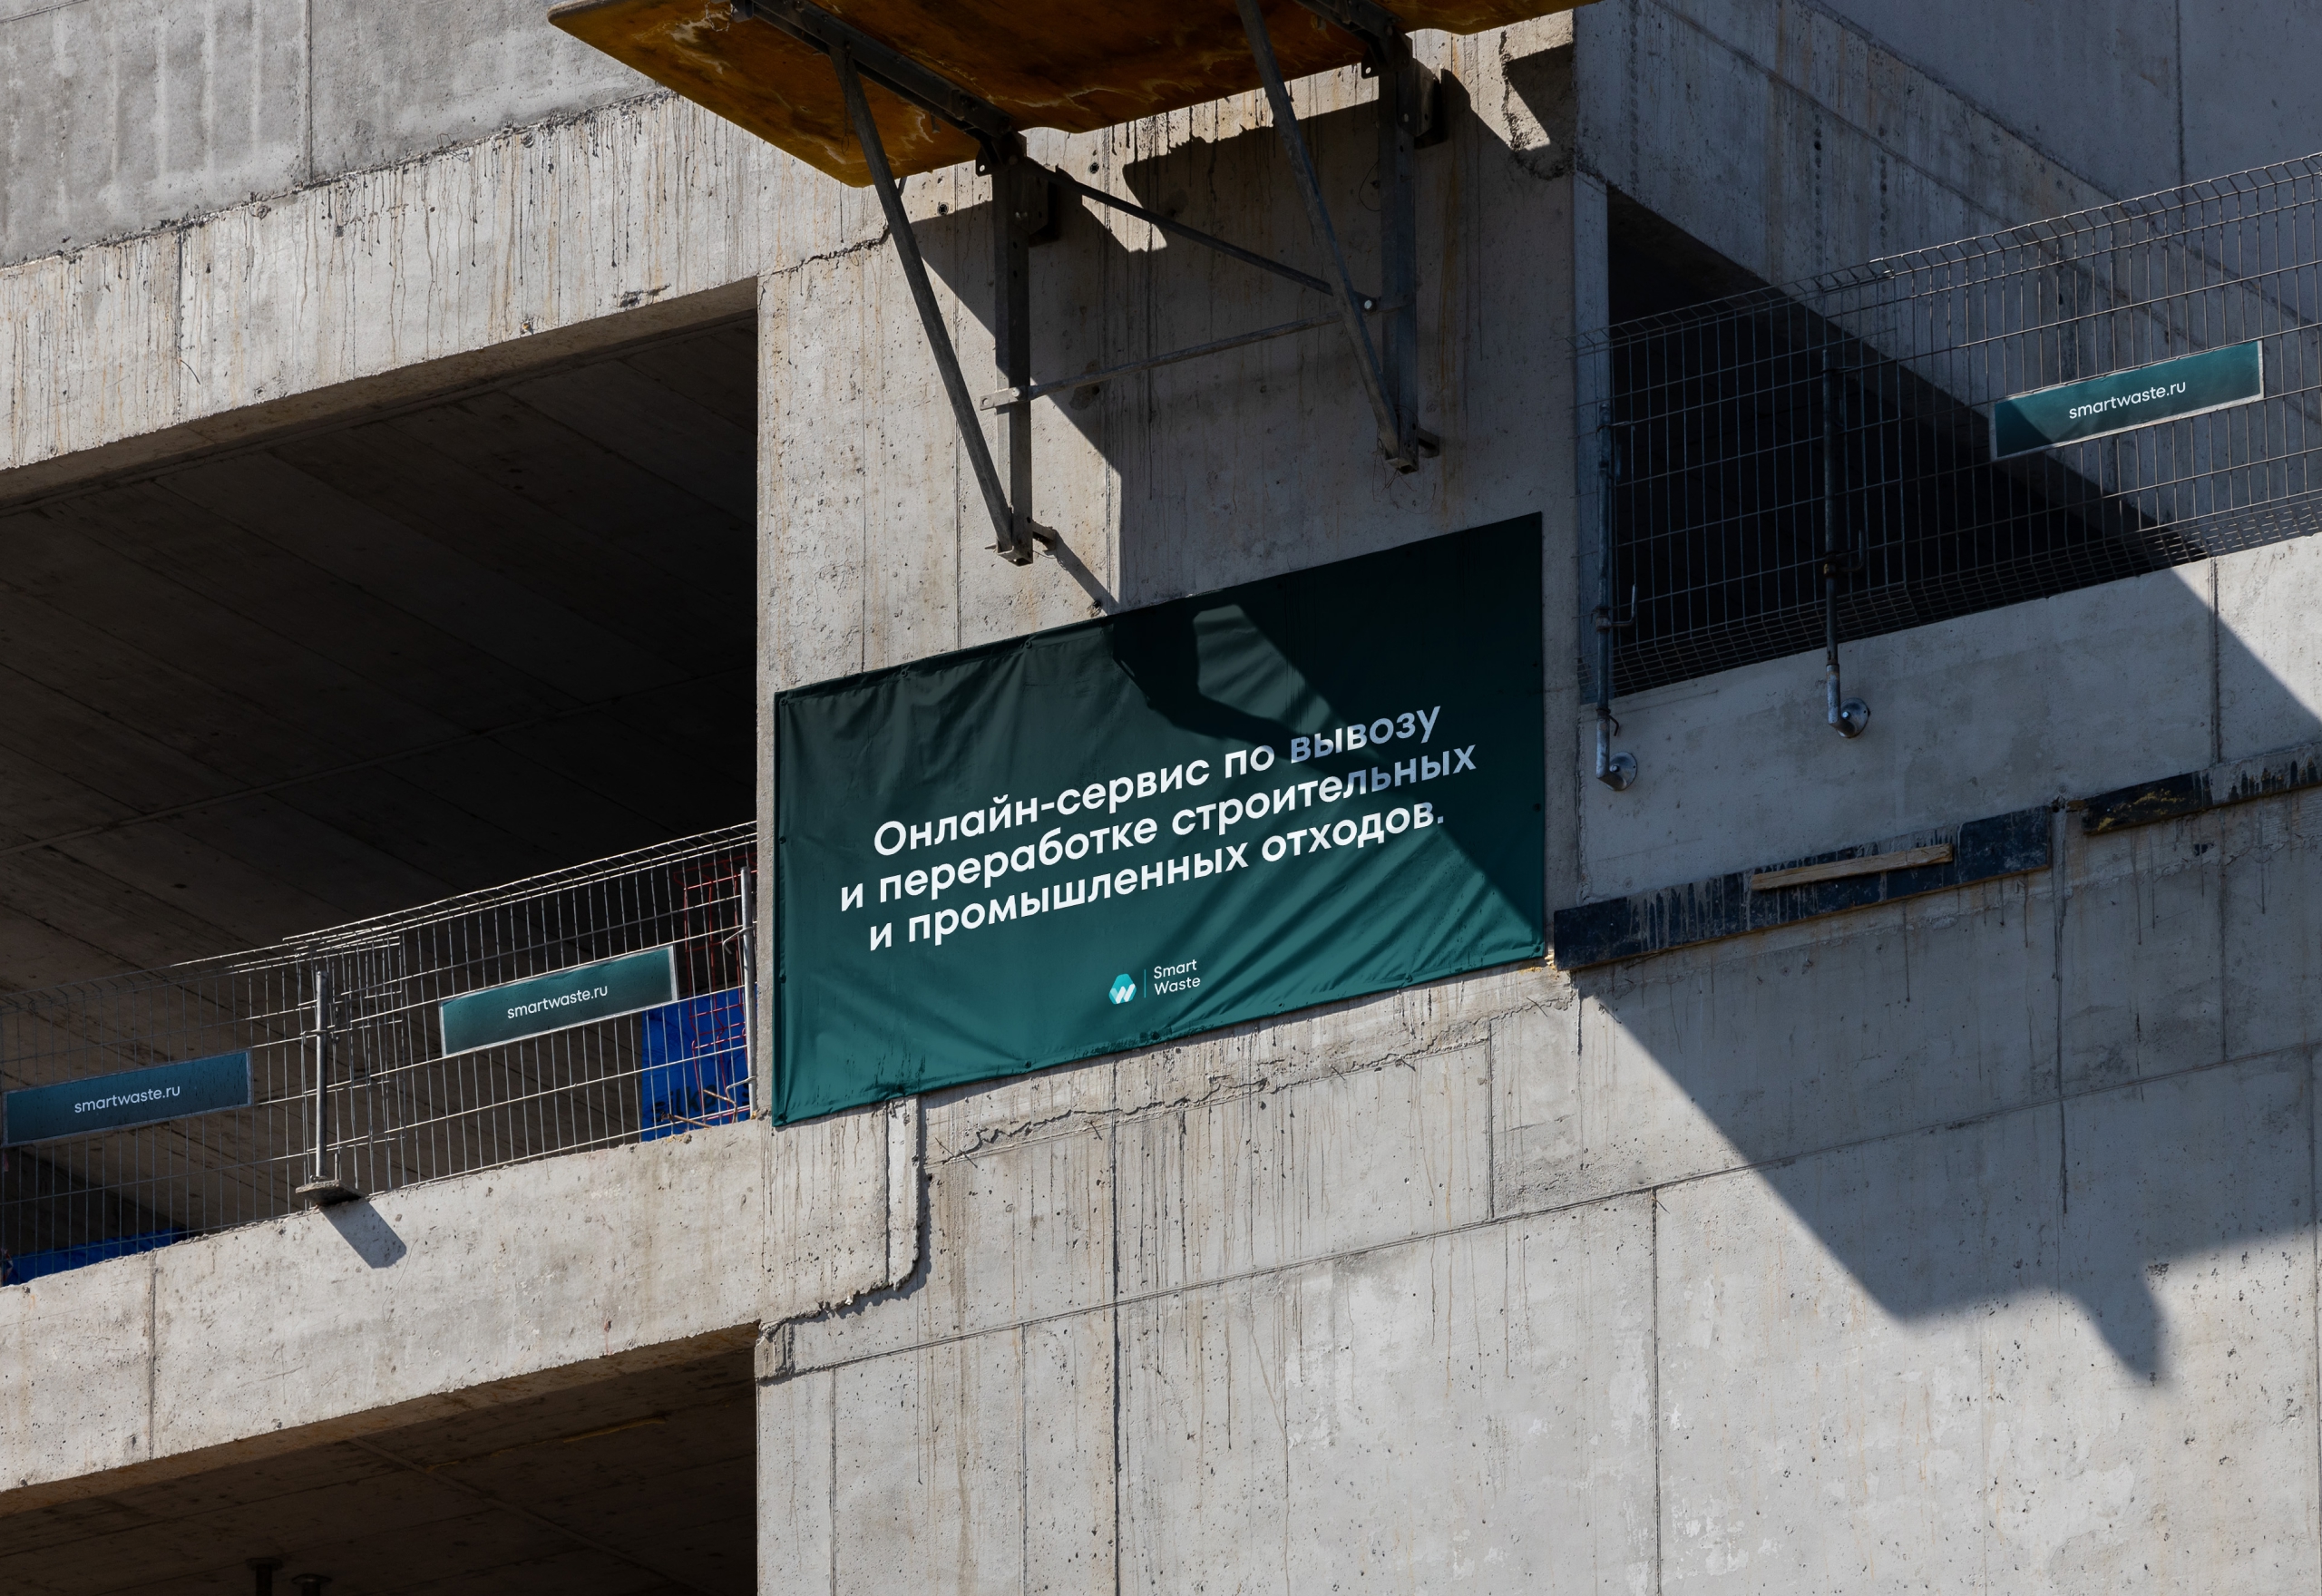 smartwaste.ru
Онлайн-сервис по вывозу
и переработке строительных
и промышленных отходов.
Smart
Waste
smartwaste.ru
smartwaste.ru